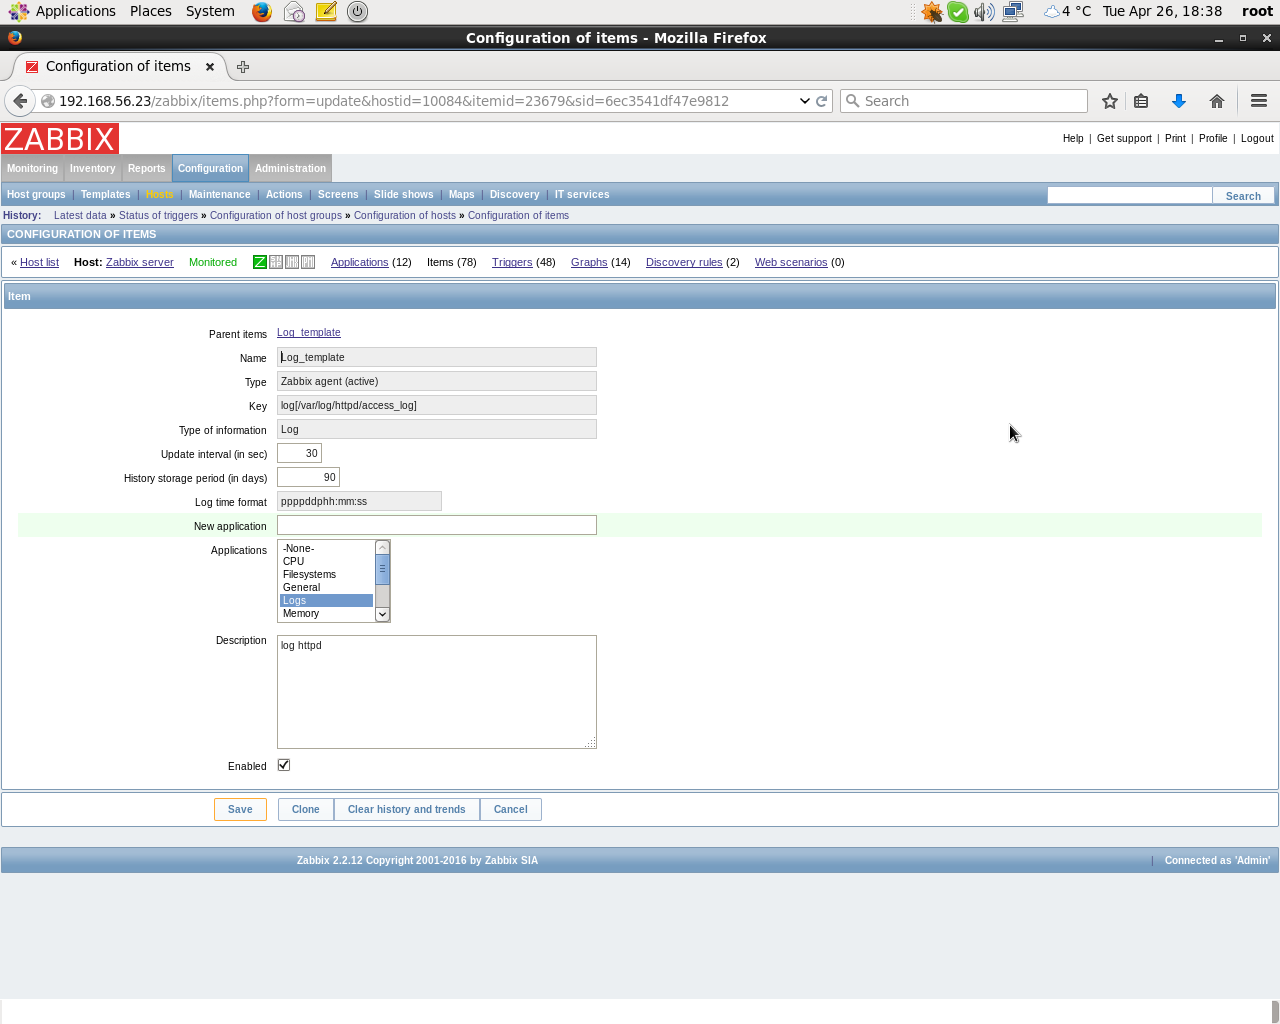 Applications Places System 4 °C Tue Apr 26, 18:38 root
Configuration of items - Mozilla Firefox
Configuration of items
192.168.56.23/zabbix/items.php?form=update&hostid=10084&itemid=23679&sid=6ec3541df47e9812 Search
ZABBIX Help | Get support | Print | Profile | Logout
Monitoring Inventory Reports Configuration Administration
Host groups | Templates | Hosts | Maintenance | Actions | Screens | Slide shows | Maps | Discovery | IT services Search
History: Latest data » Status of triggers » Configuration of host groups » Configuration of hosts » Configuration of items
CONFIGURATION OF ITEMS
« Host list Host: Zabbix server Monitored Z Applications (12) Items (78) Triggers (48) Graphs (14) Discovery rules (2) Web scenarios (0)
Item
Parent items Log_template
Name Log_template
Type Zabbix agent (active)
Key log[/var/log/httpd/access_log]
Type of information Log
Update interval (in sec) 30
History storage period (in days) 90
Log time format ppppddphh:mm:ss
New application
Applications -None-
CPU
Filesystems
General
Logs
Memory
Description log httpd
Enabled
Save Clone Clear history and trends Cancel
Zabbix 2.2.12 Copyright 2001-2016 by Zabbix SIA | Connected as 'Admin'